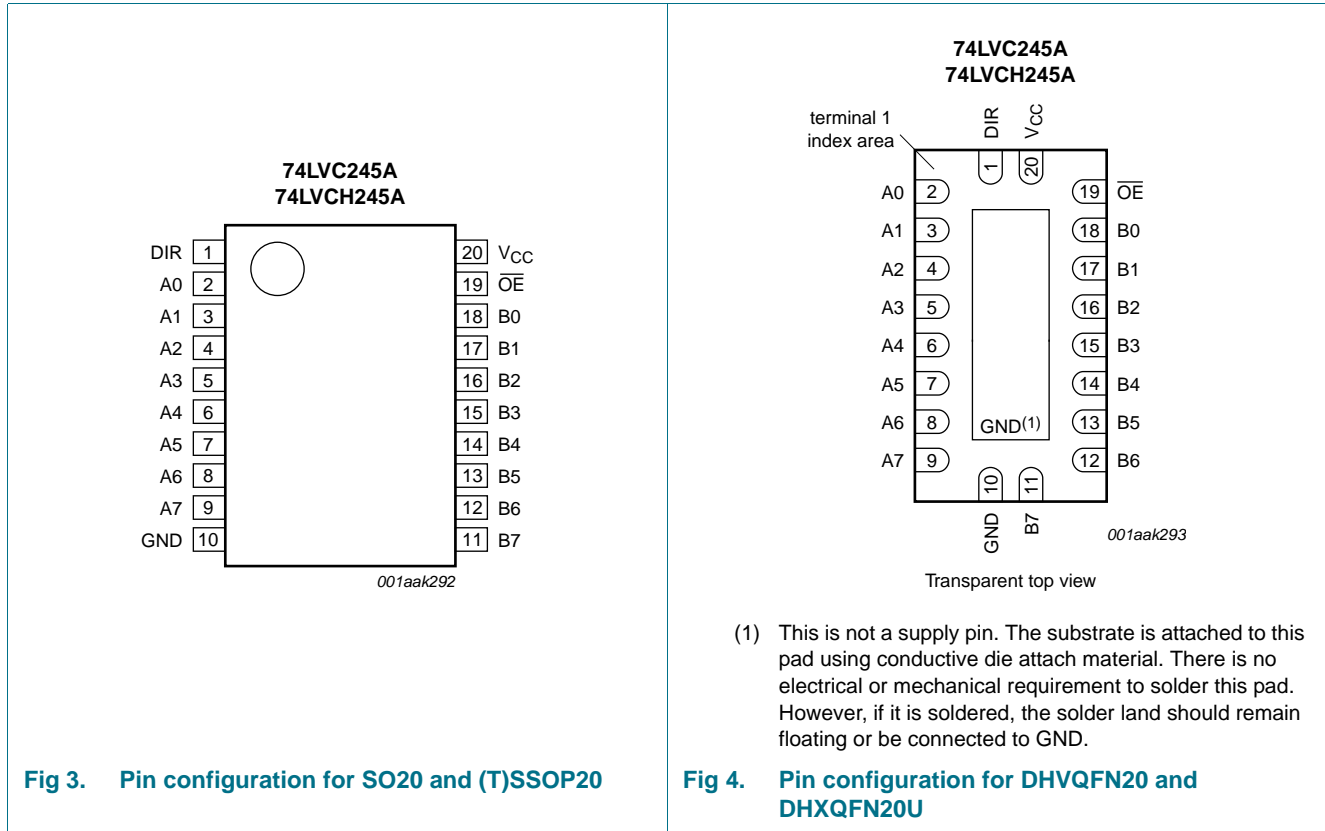 74LVC245A
74LVCH245A
DIR 1 20 VCC
A0 2 19 OE
A1 3 18 B0
A2 4 17 B1
A3 5 16 B2
A4 6 15 B3
A5 7 14 B4
A6 8 13 B5
A7 9 12 B6
GND 10 11 B7
001aak292
Fig 3. Pin configuration for SO20 and (T)SSOP20
74LVC245A
74LVCH245A
terminal 1
index area
DIR VCC
1 20
A0 2 19 OE
A1 3 18 B0
A2 4 17 B1
A3 5 16 B2
A4 6 15 B3
A5 7 14 B4
A6 8 GND(1) 13 B5
A7 9 12 B6
10 11
GND B7
001aak293
Transparent top view
(1) This is not a supply pin. The substrate is attached to this
pad using conductive die attach material. There is no
electrical or mechanical requirement to solder this pad.
However, if it is soldered, the solder land should remain
floating or be connected to GND.
Fig 4. Pin configuration for DHVQFN20 and
DHXQFN20U